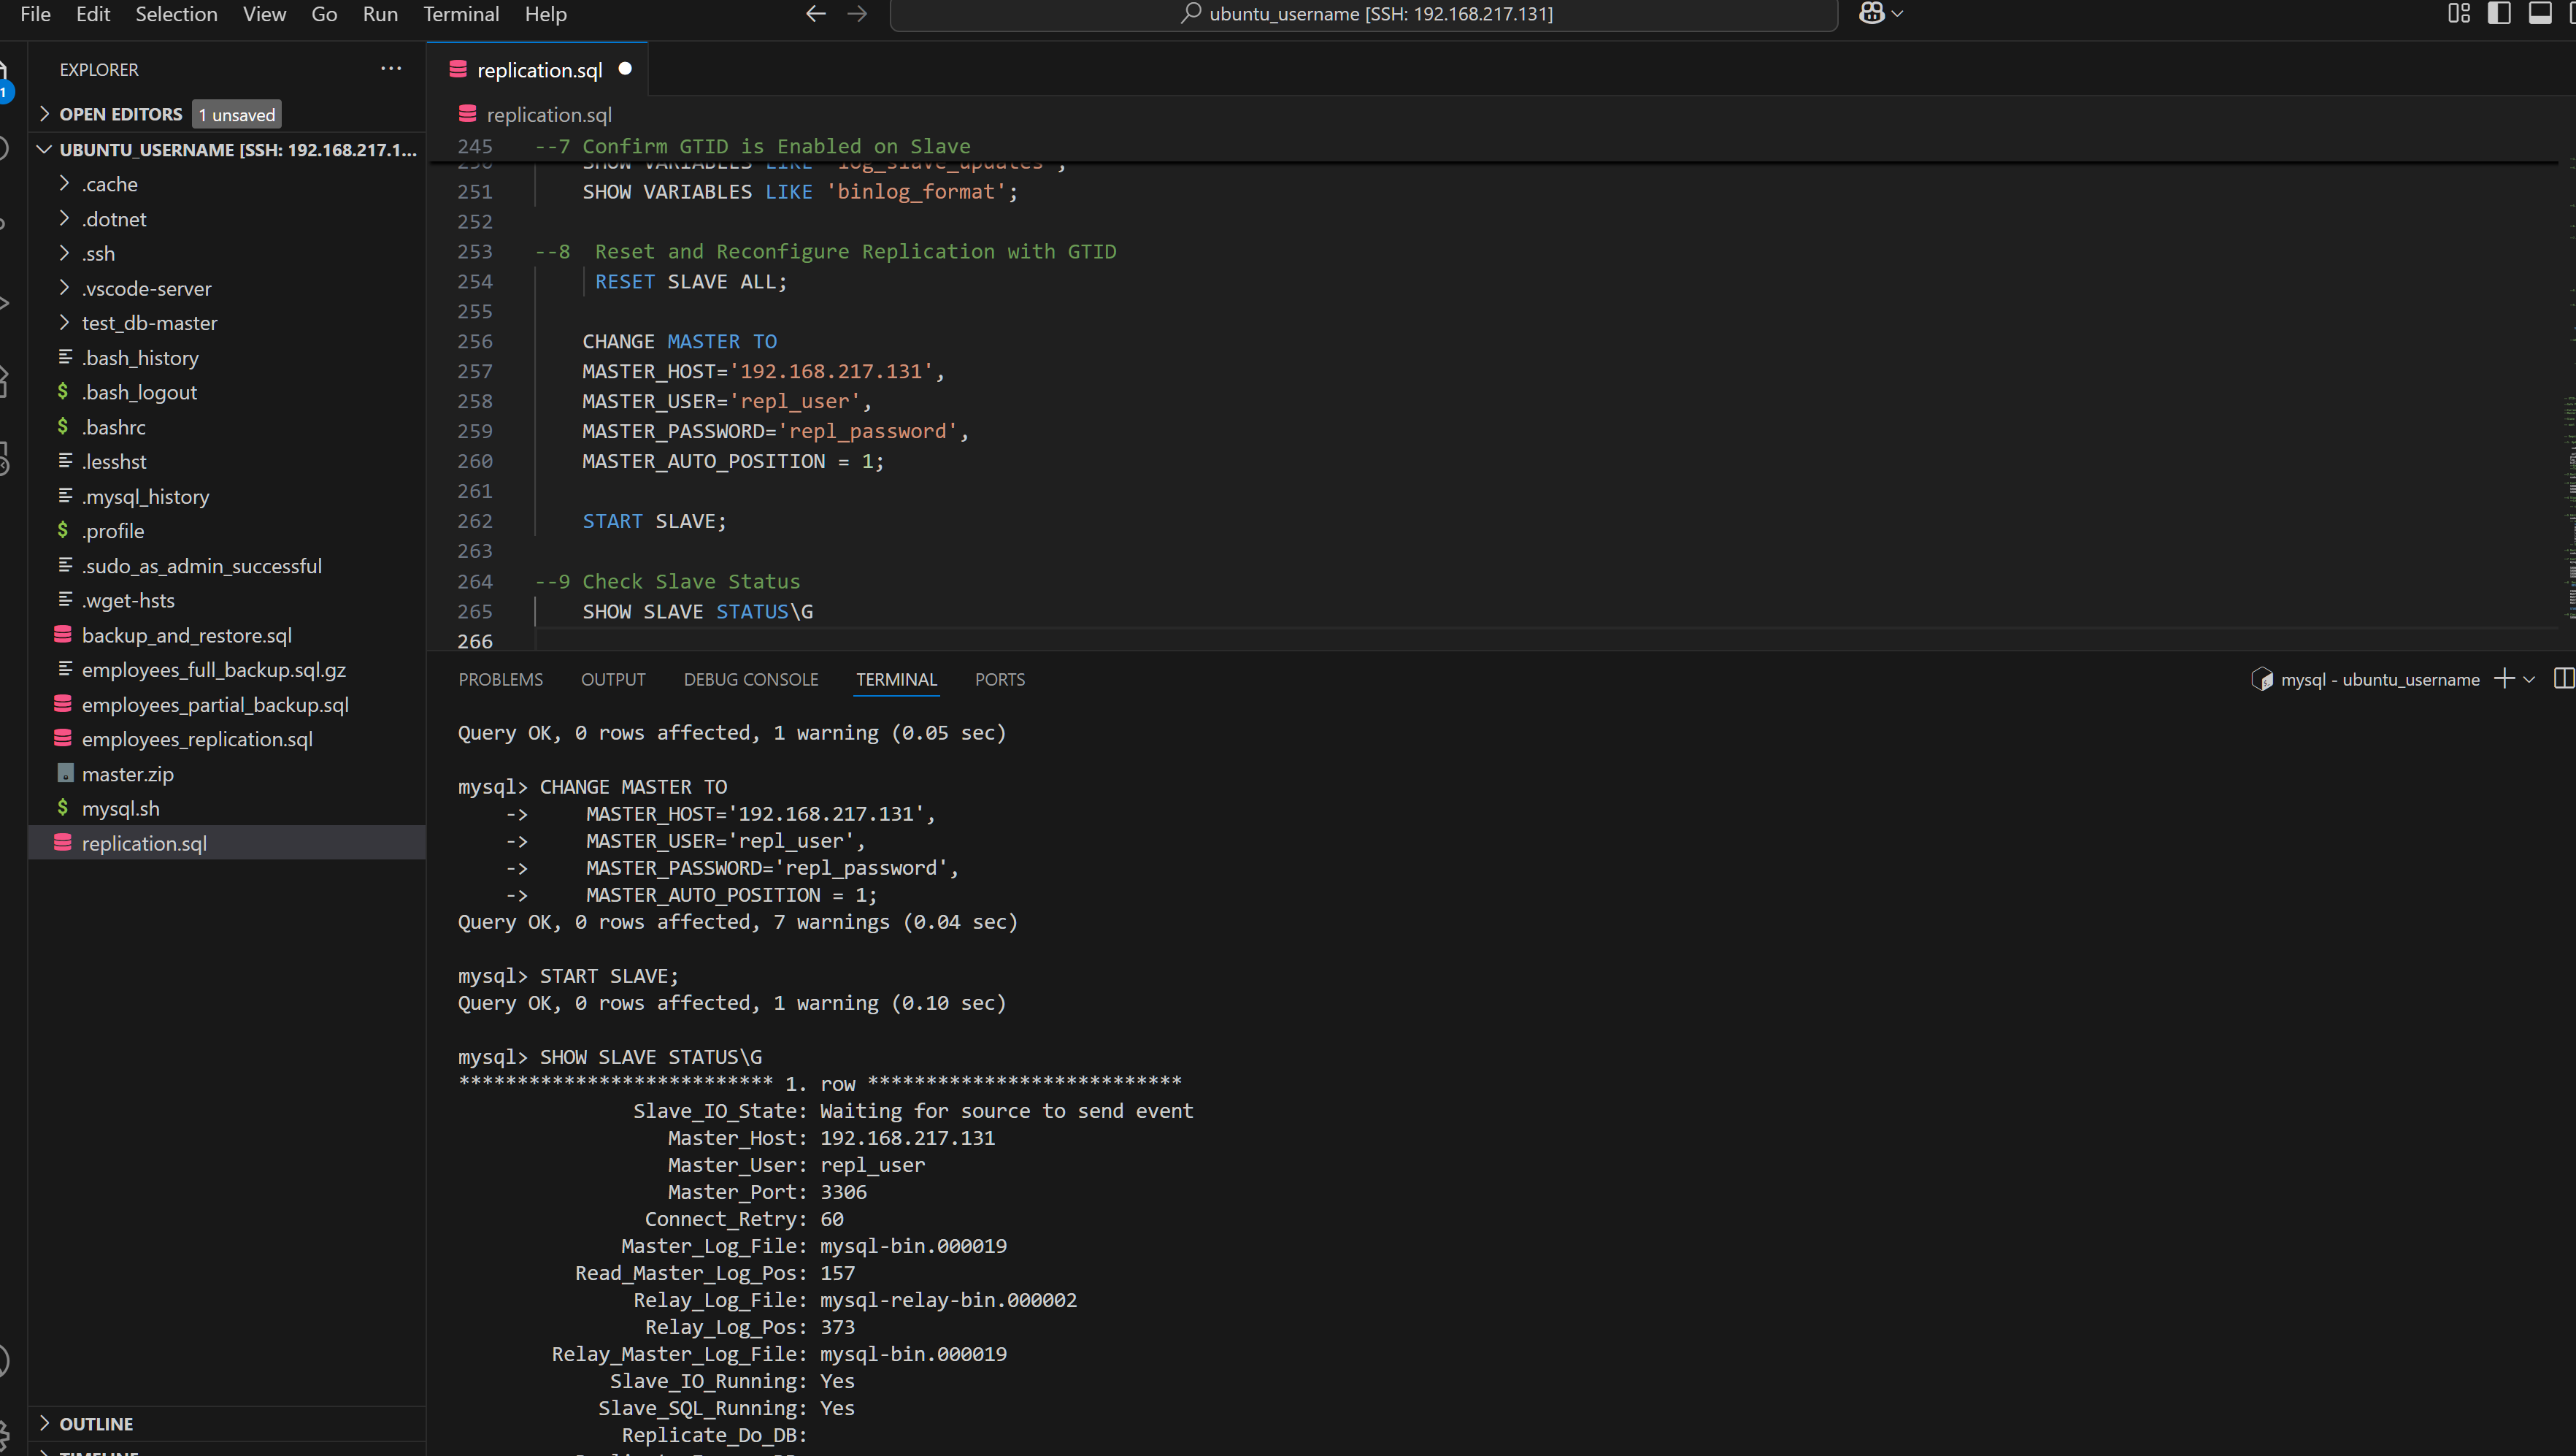 File Edit Selection View Go Run Terminal Help
ubuntu_username [SSH: 192.168.217.131]
EXPLORER
OPEN EDITORS 1 unsaved
UBUNTU_USERNAME [SSH: 192.168.217.1...
.cache
.dotnet
.ssh
.vscode-server
test_db-master
.bash_history
.bash_logout
.bashrc
.lesshst
.mysql_history
.profile
.sudo_as_admin_successful
.wget-hsts
backup_and_restore.sql
employees_full_backup.sql.gz
employees_partial_backup.sql
employees_replication.sql
master.zip
mysql.sh
replication.sql
OUTLINE
TIMELINE
1
replication.sql
replication.sql
245 --7 Confirm GTID is Enabled on Slave
250 SHOW VARIABLES LIKE 'log_slave_updates';
251 SHOW VARIABLES LIKE 'binlog_format';
252
253 --8  Reset and Reconfigure Replication with GTID
254 RESET SLAVE ALL;
255
256 CHANGE MASTER TO
257 MASTER_HOST='192.168.217.131',
258 MASTER_USER='repl_user',
259 MASTER_PASSWORD='repl_password',
260 MASTER_AUTO_POSITION = 1;
261
262 START SLAVE;
263
264 --9 Check Slave Status
265 SHOW SLAVE STATUS\G
266
PROBLEMS OUTPUT DEBUG CONSOLE TERMINAL PORTS
mysql - ubuntu_username
Query OK, 0 rows affected, 1 warning (0.05 sec)
mysql> CHANGE MASTER TO
-> MASTER_HOST='192.168.217.131',
-> MASTER_USER='repl_user',
-> MASTER_PASSWORD='repl_password',
-> MASTER_AUTO_POSITION = 1;
Query OK, 0 rows affected, 7 warnings (0.04 sec)
mysql> START SLAVE;
Query OK, 0 rows affected, 1 warning (0.10 sec)
mysql> SHOW SLAVE STATUS\G
*************************** 1. row ***************************
Slave_IO_State: Waiting for source to send event
Master_Host: 192.168.217.131
Master_User: repl_user
Master_Port: 3306
Connect_Retry: 60
Master_Log_File: mysql-bin.000019
Read_Master_Log_Pos: 157
Relay_Log_File: mysql-relay-bin.000002
Relay_Log_Pos: 373
Relay_Master_Log_File: mysql-bin.000019
Slave_IO_Running: Yes
Slave_SQL_Running: Yes
Replicate_Do_DB: